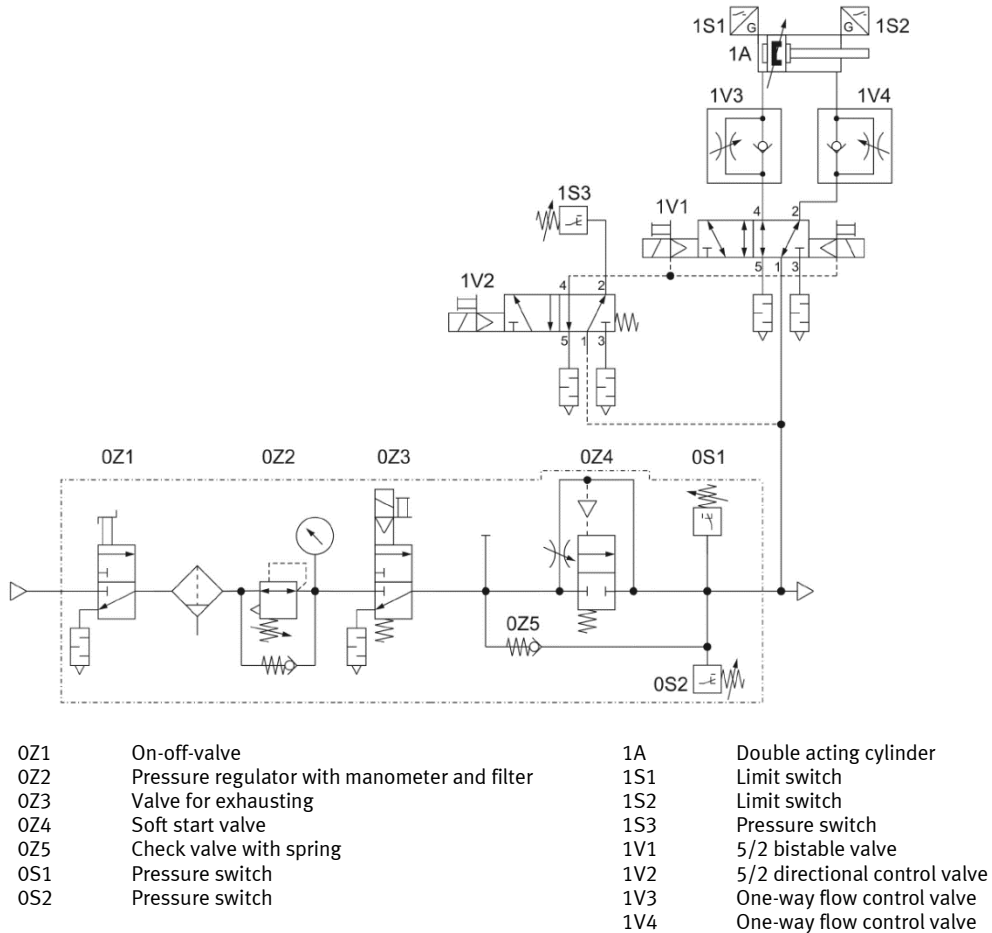 1S1
G
G
1S2
1A
1V3
1V4
1S3
1V1
4
2
5
1
3
1V2
4
2
5
1
3
0Z1
0Z2
0Z3
0Z4
0S1
0Z5
0S2
0Z1 On-off-valve
0Z2 Pressure regulator with manometer and filter
0Z3 Valve for exhausting
0Z4 Soft start valve
0Z5 Check valve with spring
0S1 Pressure switch
0S2 Pressure switch
1A Double acting cylinder
1S1 Limit switch
1S2 Limit switch
1S3 Pressure switch
1V1 5/2 bistable valve
1V2 5/2 directional control valve
1V3 One-way flow control valve
1V4 One-way flow control valve